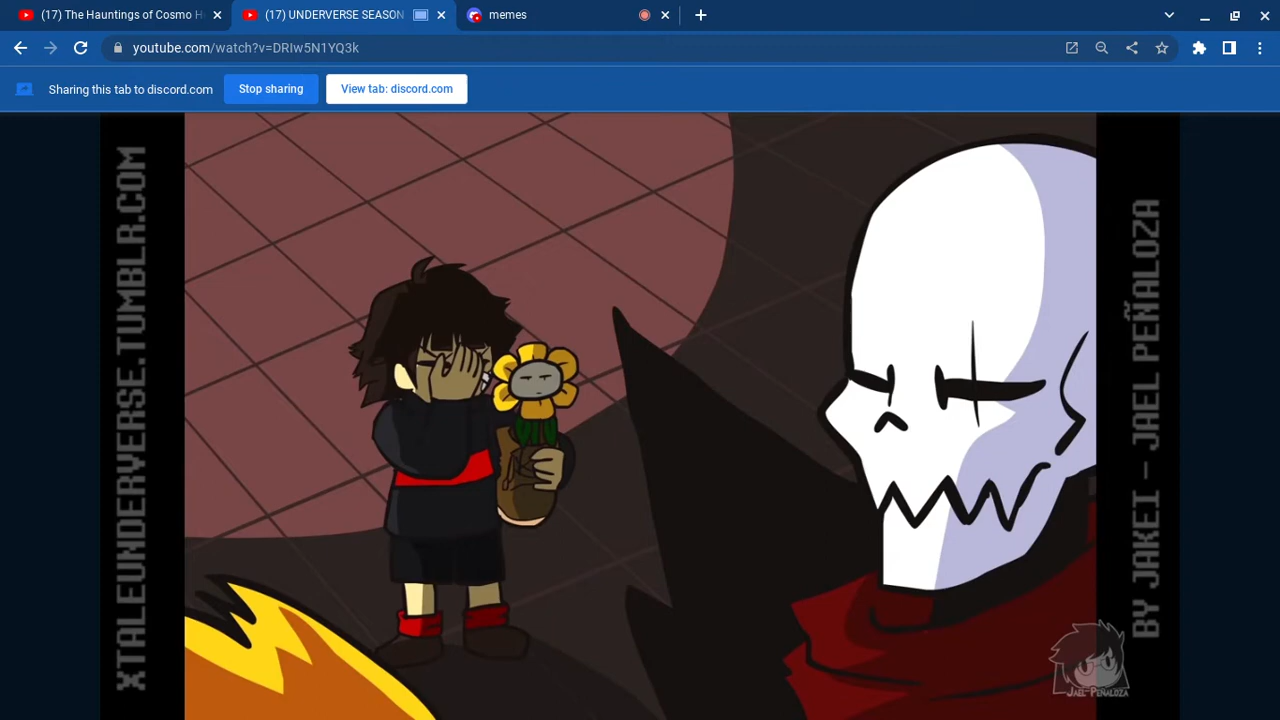 (17) The Hauntings of Cosmo H
(17) UNDERVERSE SEASON
memes
youtube.com/watch?v=DRIw5N1YQ3k
Sharing this tab to discord.com
Stop sharing
View tab: discord.com
XTALEUNDERVERSE.TUMBLR.COM
BY JAKEI - JAEL PEÑALOZA
JAEL-PEÑALOZA